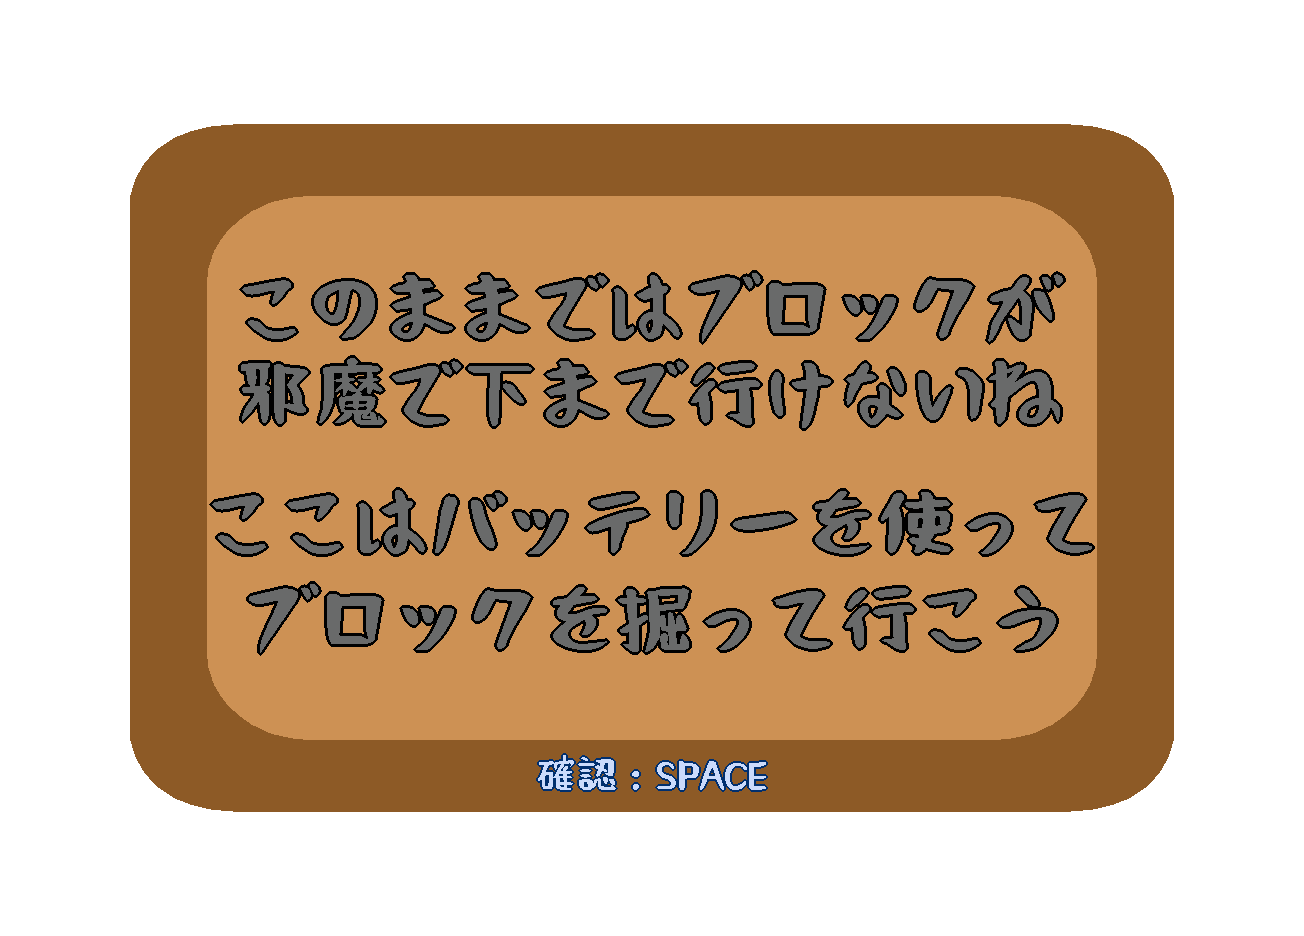 このままではブロックが
邪魔で下まで行けないね
ここはバッテリーを使って
ブロックを掘って行こう
確認：SPACE